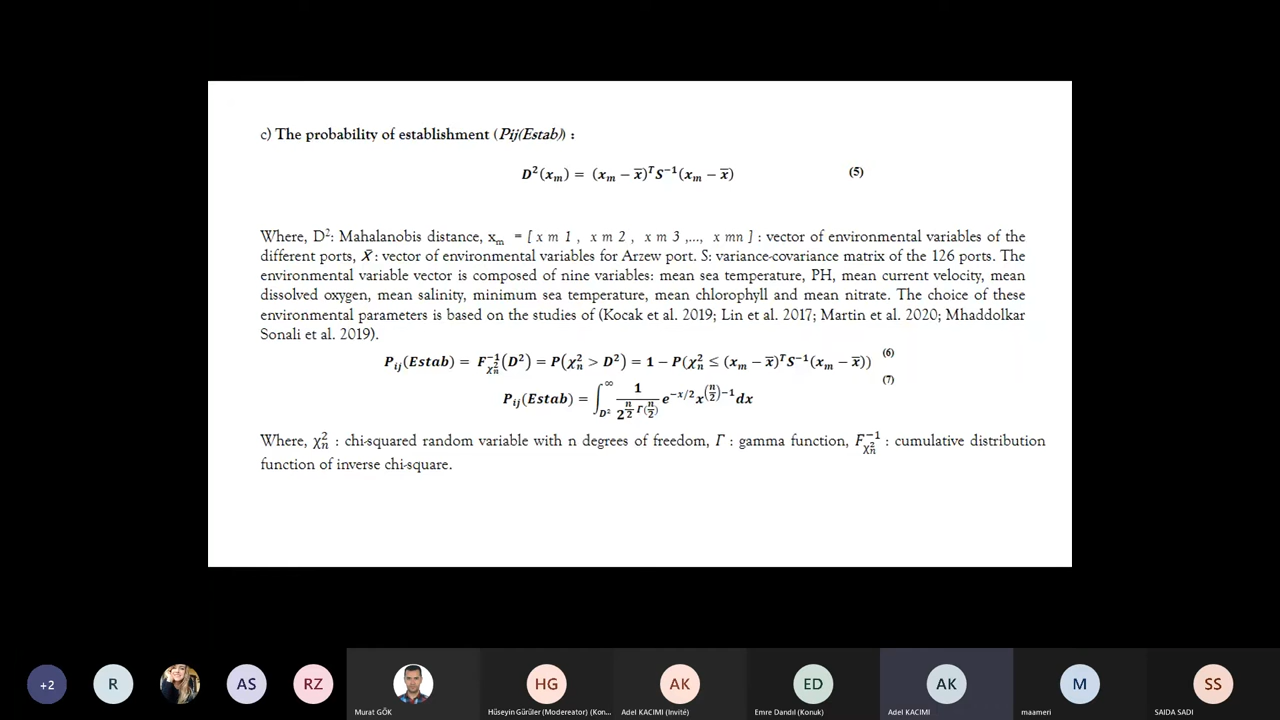 c) The probability of establishment (Pij(Estab)) :
D²(xₘ) = (xₘ − x̅)ᵀS⁻¹(xₘ − x̅) (5)
Where, D²: Mahalanobis distance, xₘ = [ x m 1 , x m 2 , x m 3 ,..., x mn ] : vector of environmental variables of the
different ports, X̄ : vector of environmental variables for Arzew port. S: variance-covariance matrix of the 126 ports. The
environmental variable vector is composed of nine variables: mean sea temperature, PH, mean current velocity, mean
dissolved oxygen, mean salinity, minimum sea temperature, mean chlorophyll and mean nitrate. The choice of these
environmental parameters is based on the studies of (Kocak et al. 2019; Lin et al. 2017; Martin et al. 2020; Mhaddolkar
Sonali et al. 2019).
P_ij(Estab) = F⁻¹_χ²ₙ(D²) = P(χ²ₙ > D²) = 1 − P(χ²ₙ ≤ (xₘ − x̅)ᵀS⁻¹(xₘ − x̅)) (6)
P_ij(Estab) = ∫_D²^∞ 1/(2^(n/2) Γ(n/2)) e^(−x/2) x^((n/2)−1) dx (7)
Where, χ²ₙ : chi-squared random variable with n degrees of freedom, Γ : gamma function, F⁻¹_χ²ₙ : cumulative distribution
function of inverse chi-square.
+2
R
AS
RZ
HG
AK
ED
AK
M
SS
Murat GÖK
Hüseyin Gürüler (Modereator) (Kon...
Adel KACIMI (Invité)
Emre Dandıl (Konuk)
Adel KACIMI
maameri
SAIDA SADI